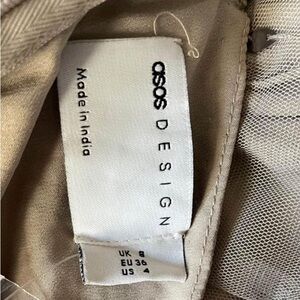 asos DESIGN
Made in India
UK 8
EU 36
US 4